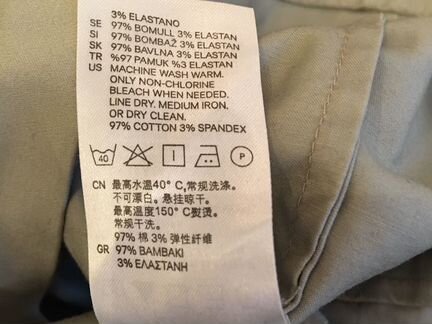 3% ELASTANO
SE 97% BOMULL 3% ELASTAN
SI 97% BOMBAŽ 3% ELASTAN
SK 97% BAVLNA 3% ELASTAN
TR %97 PAMUK %3 ELASTAN
US MACHINE WASH WARM.
ONLY NON-CHLORINE
BLEACH WHEN NEEDED.
LINE DRY. MEDIUM IRON.
OR DRY CLEAN.
97% COTTON 3% SPANDEX
40 P
CN 最高水温40° C,常规洗涤.
不可漂白. 悬挂晾干.
最高温度150° C熨烫.
常规干洗.
97% 棉 3% 弹性纤维
GR 97% ΒΑΜΒΑΚΙ
3% ΕΛΑΣΤΑΝΗ